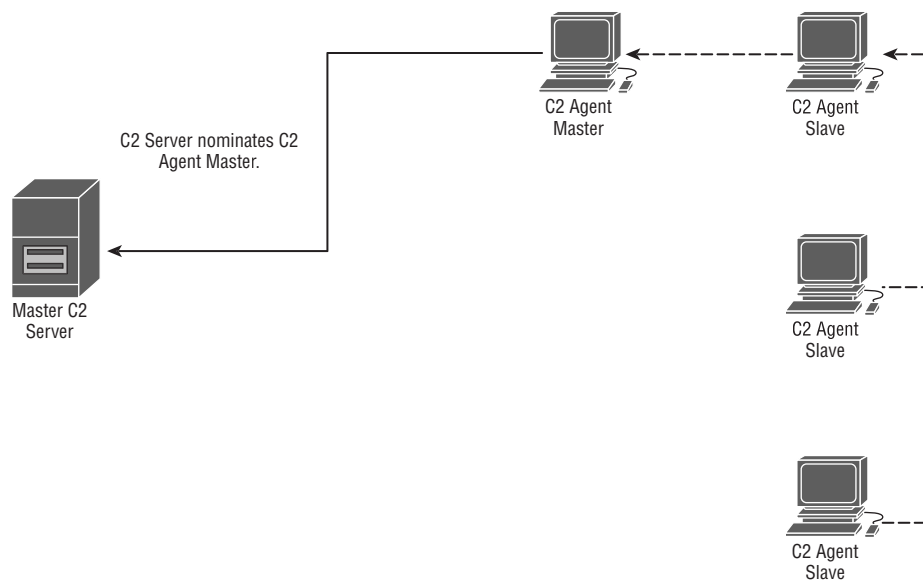 C2 Agent
Master
C2 Agent
Slave
C2 Server nominates C2
Agent Master.
Master C2
Server
C2 Agent
Slave
C2 Agent
Slave